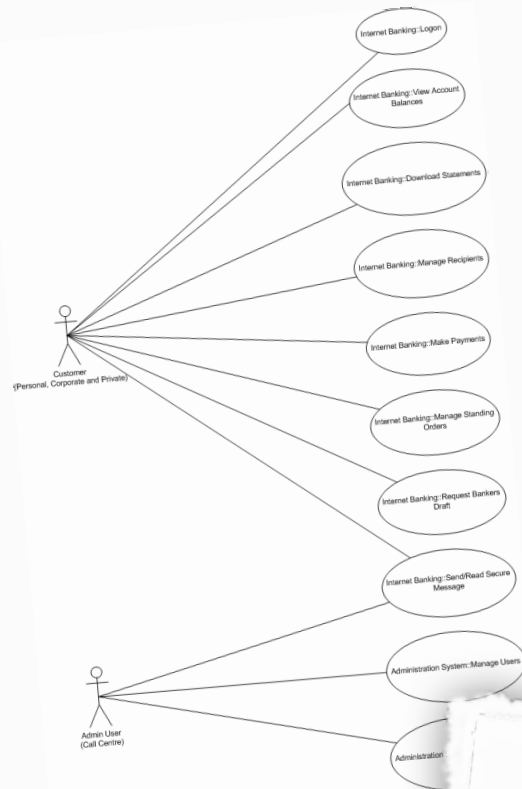 Internet Banking::Logon
Internet Banking::View Account
Balances
Internet Banking::Download Statements
Internet Banking::Manage Recipients
Internet Banking::Make Payments
Customer
(Personal, Corporate and Private)
Internet Banking::Manage Standing
Orders
Internet Banking::Request Bankers
Draft
Internet Banking::Send/Read Secure
Message
Administration System::Manage Users
Admin User
(Call Centre)
Administration